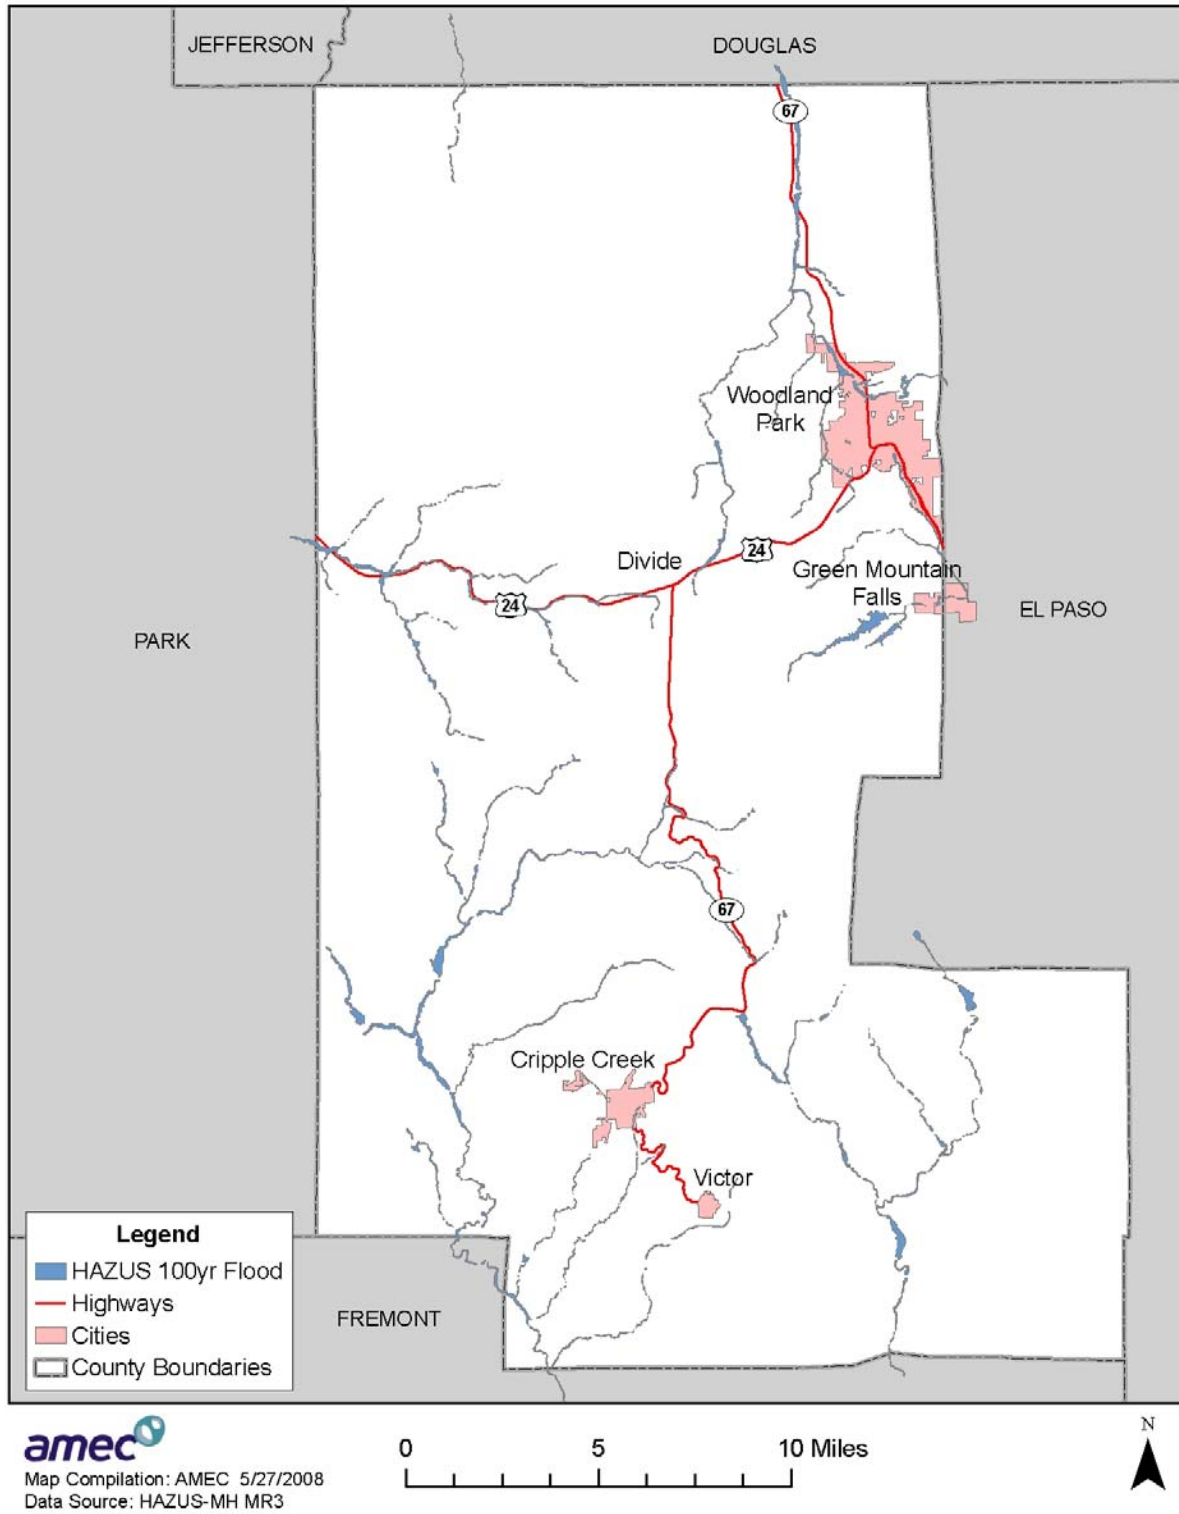 JEFFERSON
DOUGLAS
67
Woodland
Park
Divide
24
Green Mountain
Falls
24
EL PASO
PARK
67
Cripple Creek
Victor
FREMONT
Legend
HAZUS 100yr Flood
Highways
Cities
County Boundaries
amec
Map Compilation: AMEC 5/27/2008
Data Source: HAZUS-MH MR3
0 5 10 Miles
N